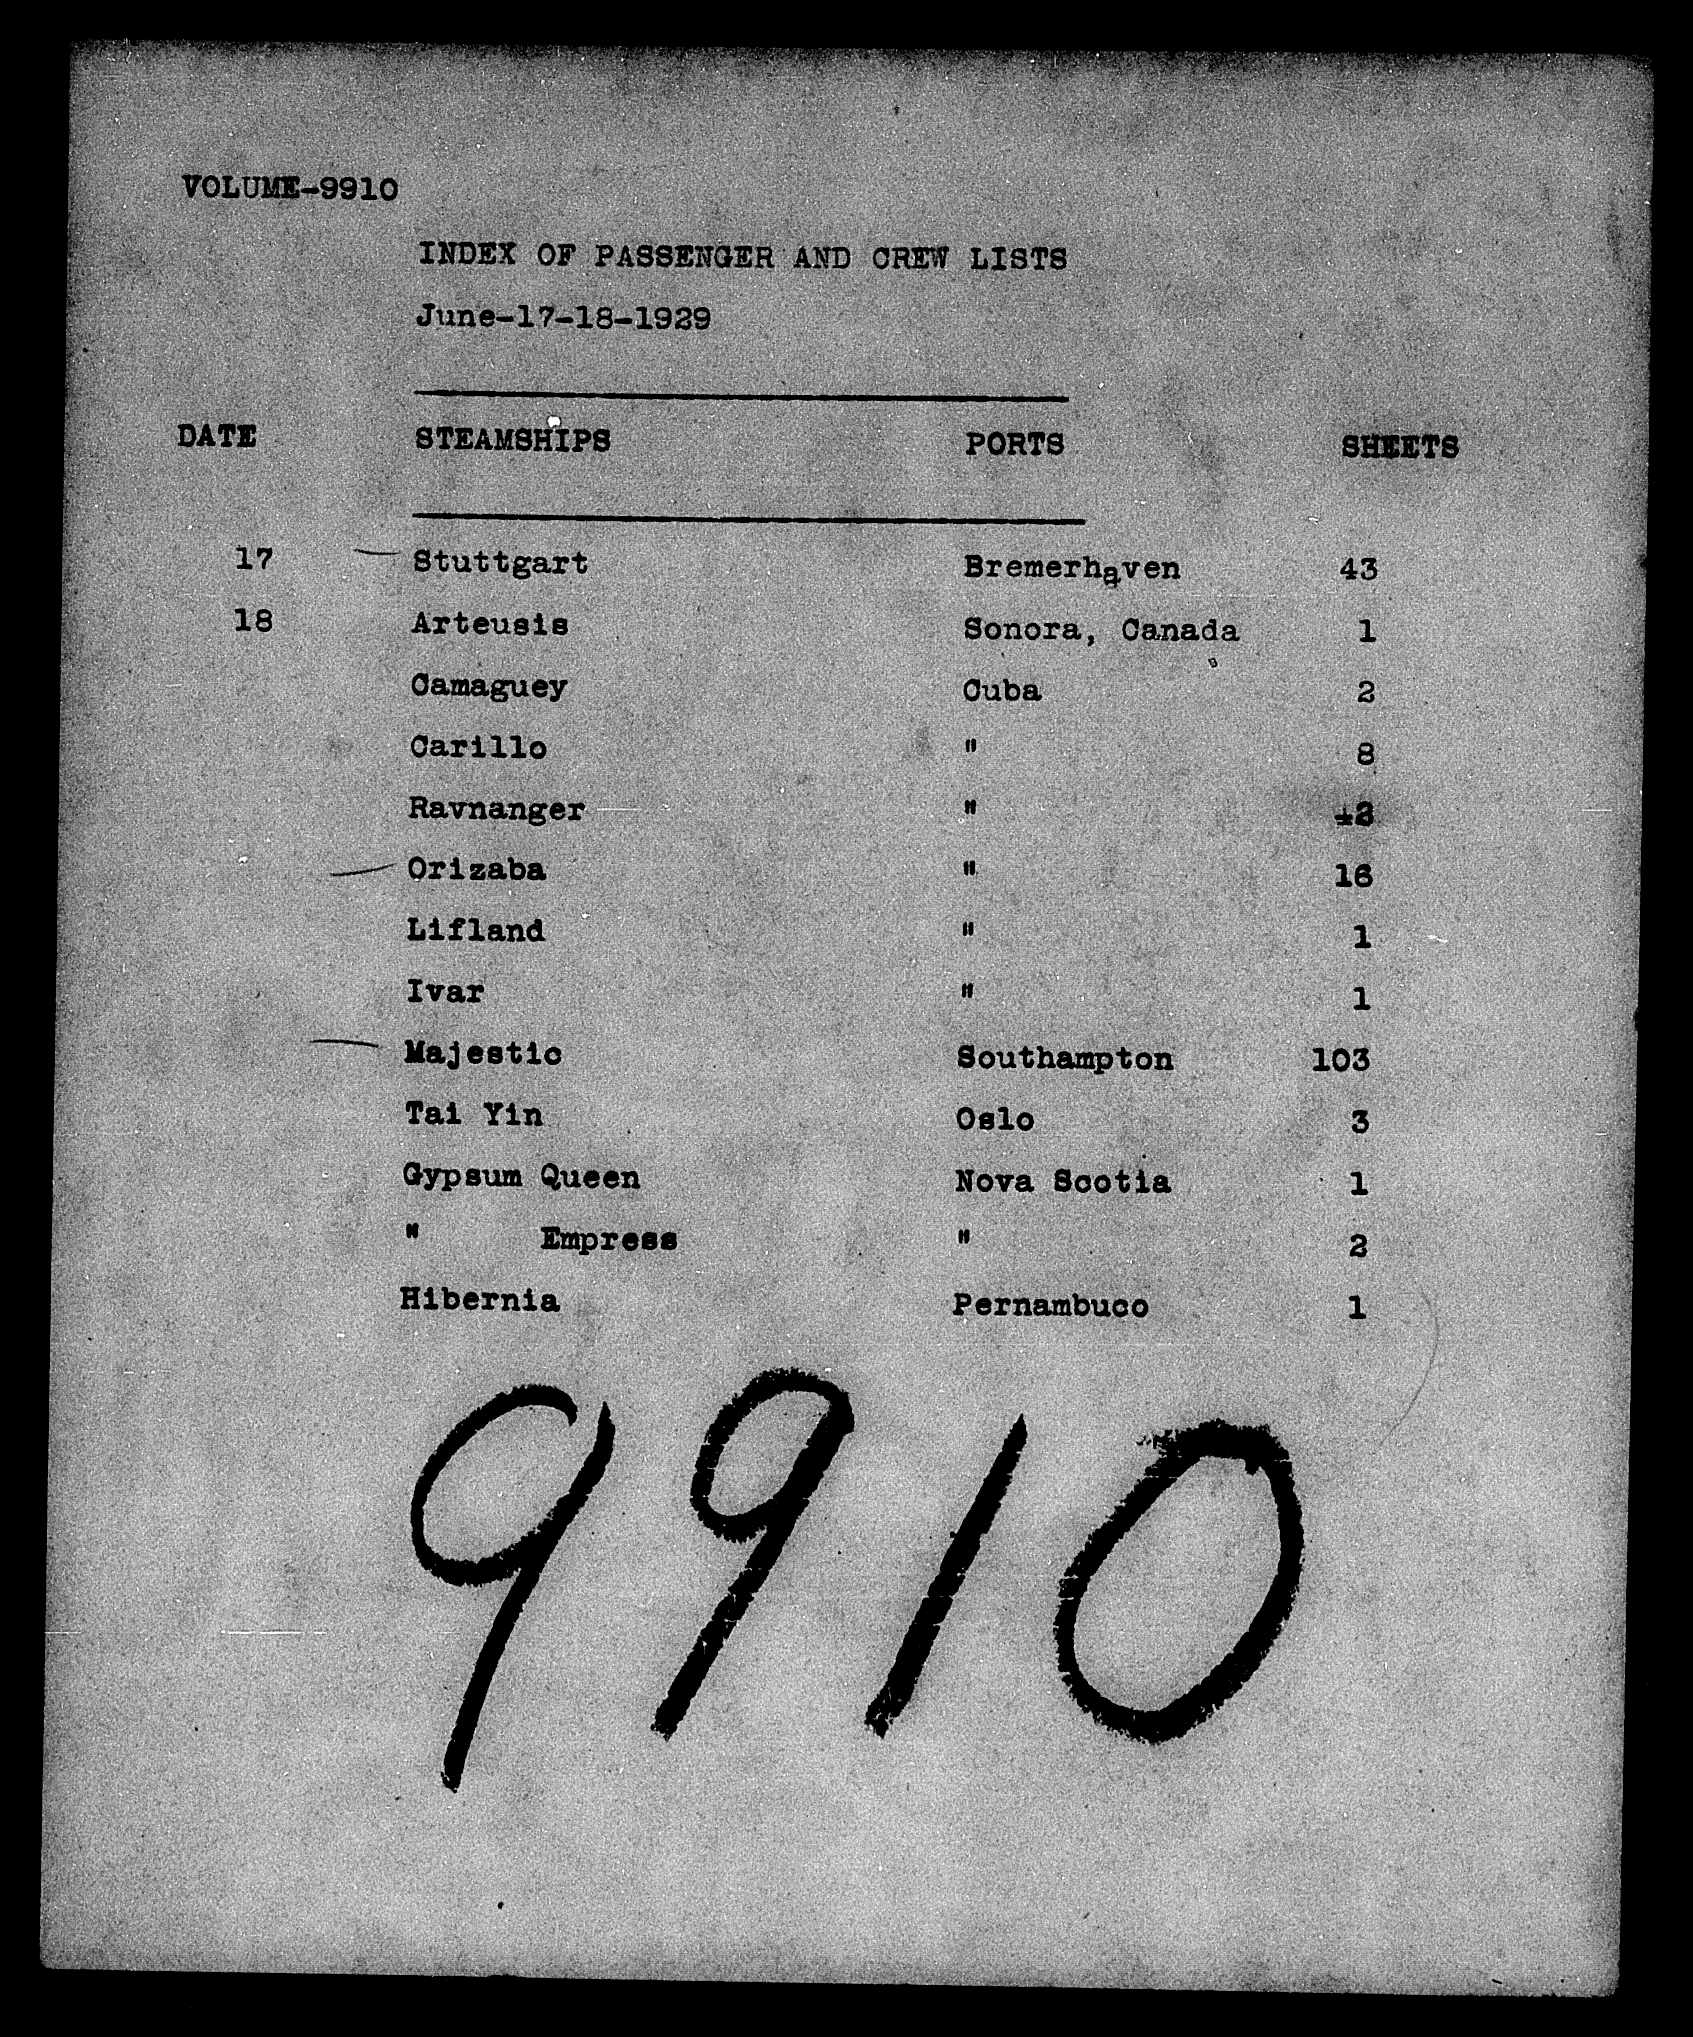 VOLUME-9910
INDEX OF PASSENGER AND CREW LISTS
June-17-18-1929
DATE STEAMSHIPS PORTS SHEETS
17 Stuttgart Bremerhaven 43
18 Arteusis Sonora, Canada 1
Camaguey Cuba 2
Carillo " 8
Ravnanger "
Orizaba " 16
Lifland " 1
Ivar " 1
Majestic Southampton 103
Tai Yin Oslo 3
Gypsum Queen Nova Scotia 1
" Empress " 2
Hibernia Pernambuco 1
9910